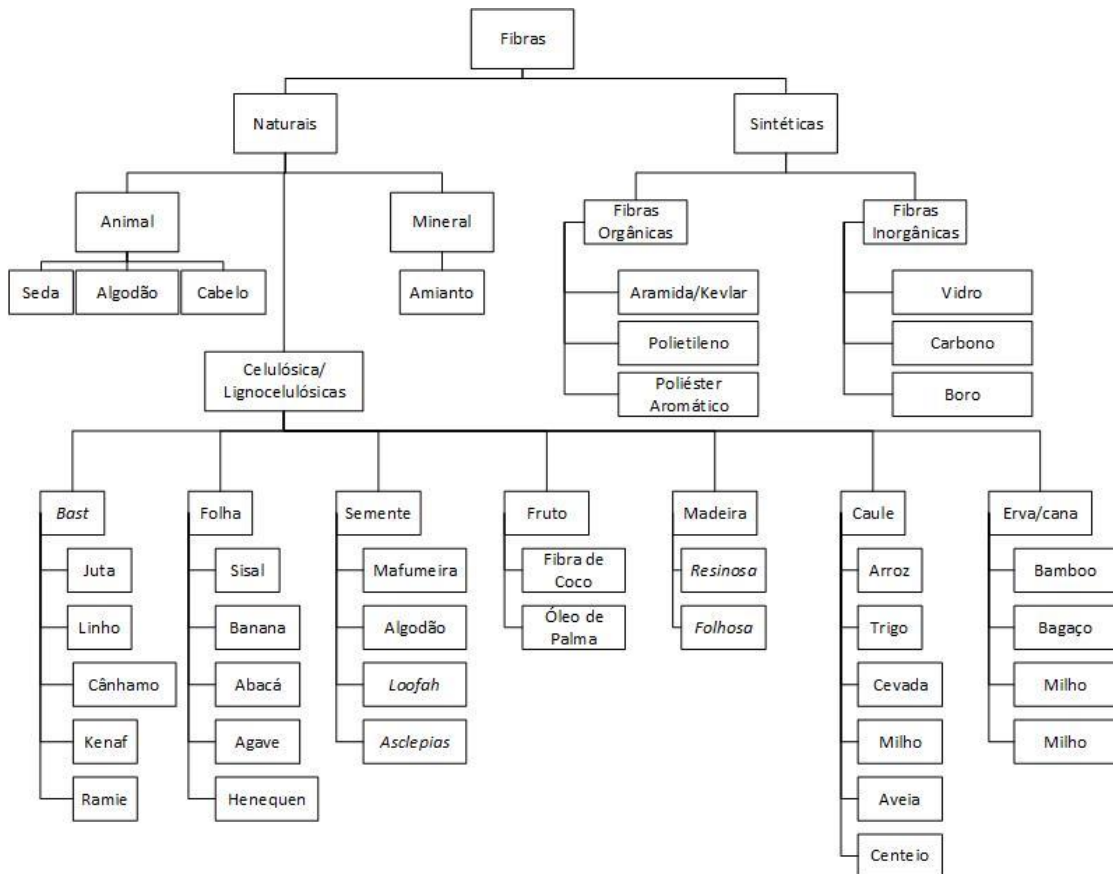 Fibras
Naturais
Sintéticas
Animal
Mineral
Fibras
Orgânicas
Fibras
Inorgânicas
Seda
Algodão
Cabelo
Amianto
Aramida/Kevlar
Vidro
Polietileno
Carbono
Poliéster
Aromático
Boro
Celulósica/
Lignocelulósicas
Bast
Juta
Linho
Cânhamo
Kenaf
Ramie
Folha
Sisal
Banana
Abacá
Agave
Henequen
Semente
Mafumeira
Algodão
Loofah
Asclepias
Fruto
Fibra de
Coco
Óleo de
Palma
Madeira
Resinosa
Folhosa
Caule
Arroz
Trigo
Cevada
Milho
Aveia
Centeio
Erva/cana
Bamboo
Bagaço
Milho
Milho